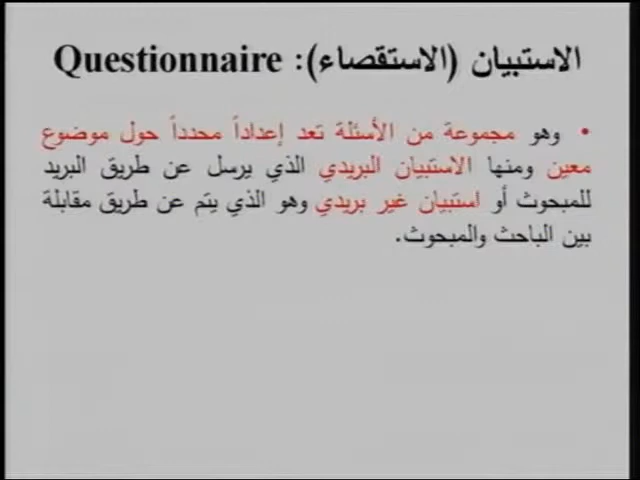 الاستبيان (الاستقصاء): Questionnaire
• وهو مجموعة من الأسئلة تعد إعداداً محدداً حول موضوع
معين ومنها الاستبيان البريدي الذي يرسل عن طريق البريد
للمبحوث أو استبيان غير بريدي وهو الذي يتم عن طريق مقابلة
بين الباحث والمبحوث.